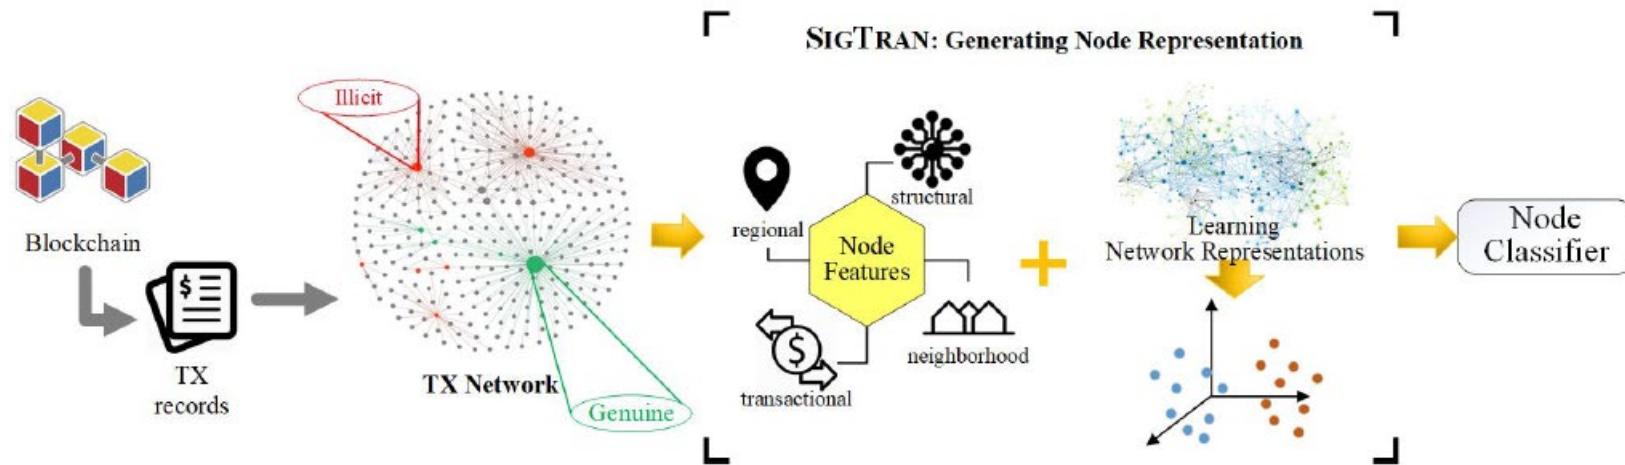 SIGTRAN: Generating Node Representation
Illicit
Blockchain
TX
records
TX Network
Genuine
$
structural
regional
Node
Features
$
neighborhood
transactional
Learning
Network Representations
Node
Classifier